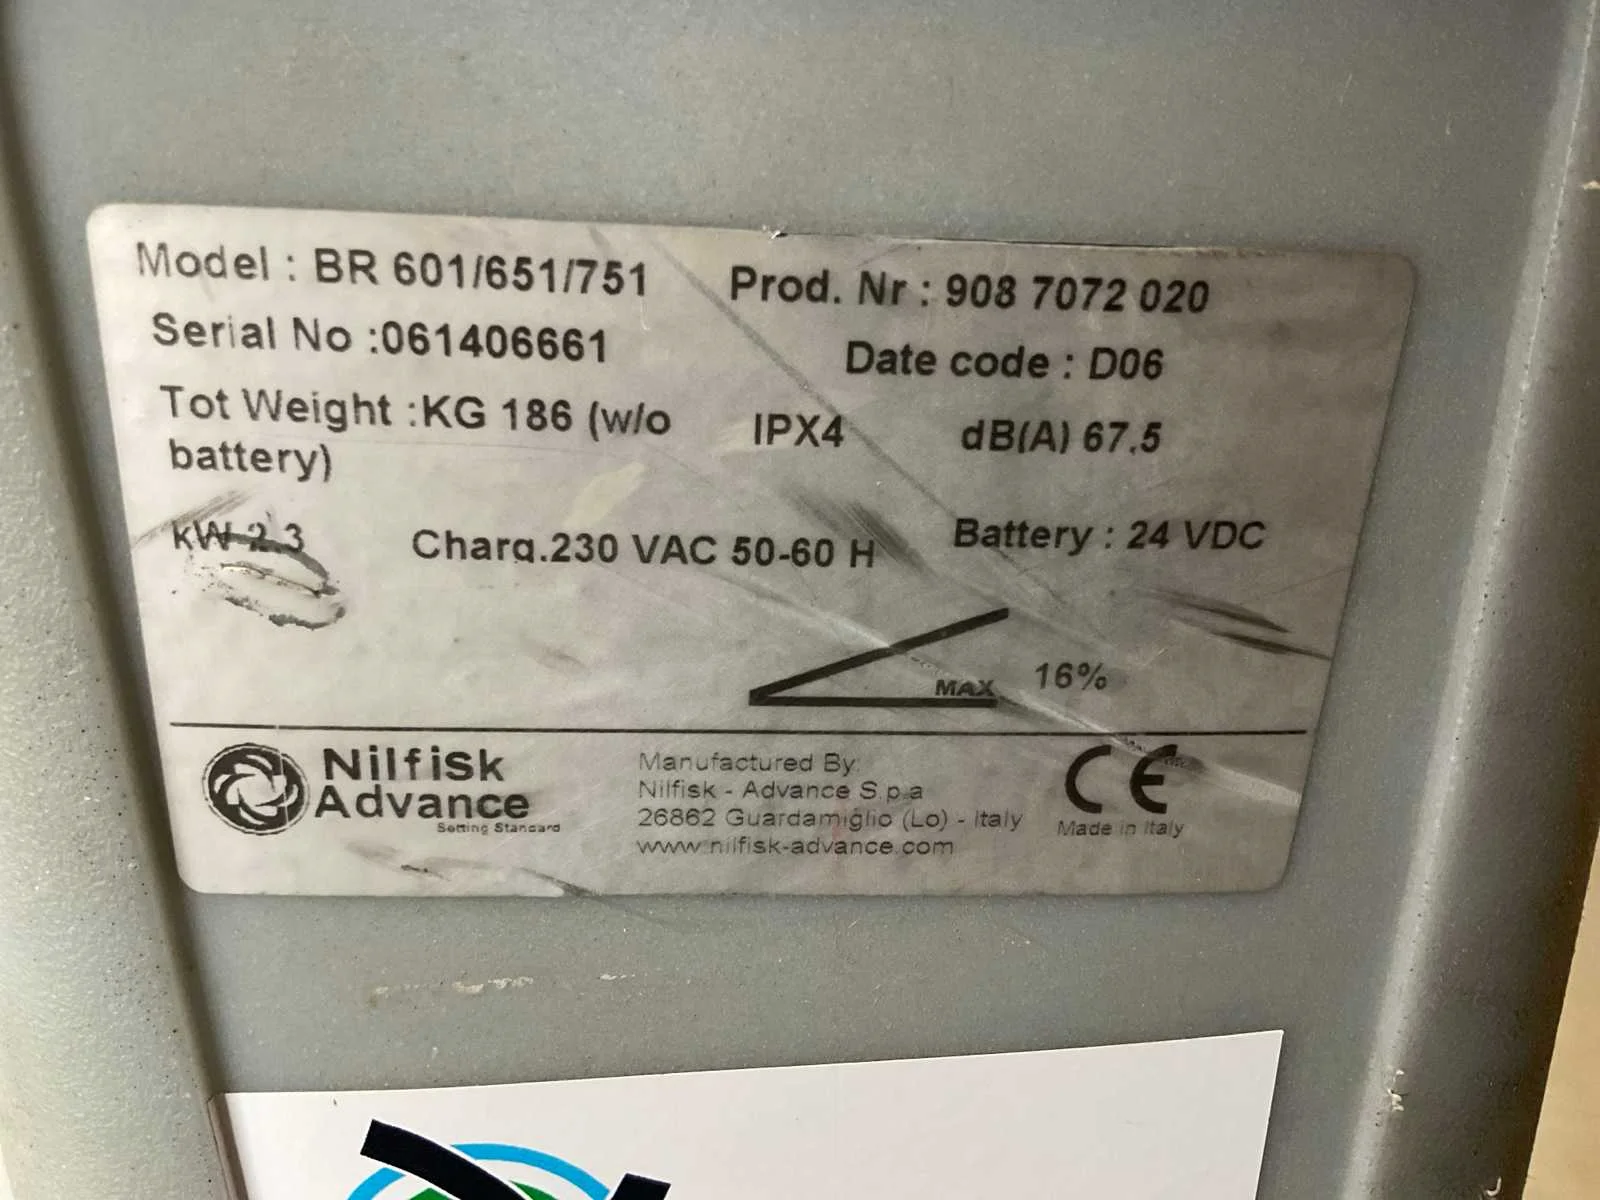 Model : BR 601/651/751 Prod. Nr : 908 7072 020
Serial No :061406661 Date code : D06
Tot Weight :KG 186 (w/o IPX4 dB(A) 67.5
battery)
kW 2.3 Charg.230 VAC 50-60 H Battery : 24 VDC
MAX 16%
Nilfisk
Advance
Setting Standard
Manufactured By:
Nilfisk - Advance S.p.a
26862 Guardamiglio (Lo) - Italy
www.nilfisk-advance.com
CE
Made in Italy